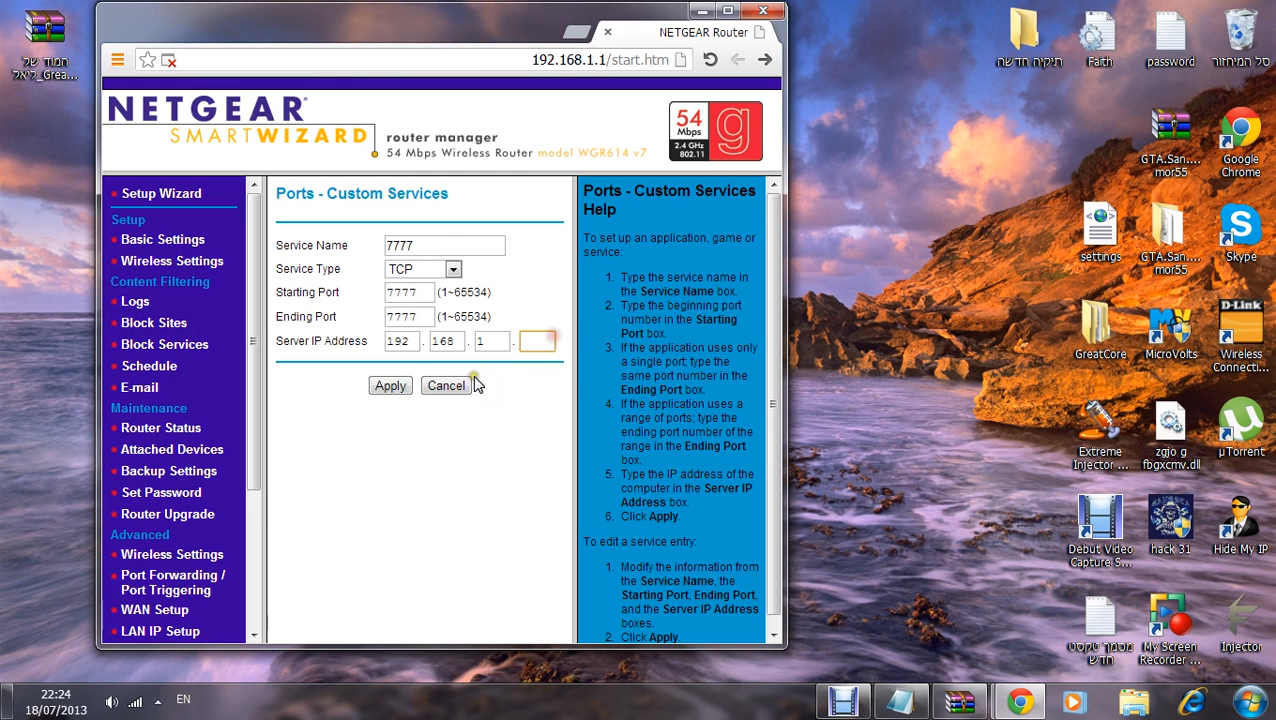 NETGEAR Router
192.168.1.1/start.htm
NETGEAR®
SMARTWIZARD
router manager
54 Mbps Wireless Router model WGR614 v7
54
Mbps
2.4 GHz
802.11
g
Setup Wizard
Setup
Basic Settings
Wireless Settings
Content Filtering
Logs
Block Sites
Block Services
Schedule
E-mail
Maintenance
Router Status
Attached Devices
Backup Settings
Set Password
Router Upgrade
Advanced
Wireless Settings
Port Forwarding /
Port Triggering
WAN Setup
LAN IP Setup
Ports - Custom Services
Service Name 7777
Service Type TCP
Starting Port 7777 (1~65534)
Ending Port 7777 (1~65534)
Server IP Address 192 . 168 . 1 .
Apply Cancel
Ports - Custom Services
Help
To set up an application, game or
service:
1. Type the service name in
the Service Name box.
2. Type the beginning port
number in the Starting
Port box.
3. If the application uses only
a single port; type the
same port number in the
Ending Port box.
4. If the application uses a
range of ports; type the
ending port number of the
range in the Ending Port
box.
5. Type the IP address of the
computer in the Server IP
Address box.
6. Click Apply.
To edit a service entry:
1. Modify the information from
the Service Name, the
Starting Port, Ending Port,
and the Server IP Address
boxes.
2. Click Apply.
חמוד של
ליאל_Grea...
תיקיה חדשה
Faith
password
סל המיחזור
GTA.San....
mor55
Google
Chrome
settings
GTA.San....
mor55
Skype
GreatCore
MicroVolts
D-Link
Wireless
Connecti...
Extreme
Injector ...
zgjo g
fbgxcmv.dll
µTorrent
Debut Video
Capture S...
hack 31
Hide My IP
מסמך טקסט
חדש
My Screen
Recorder ...
Injector
22:24
18/07/2013
EN